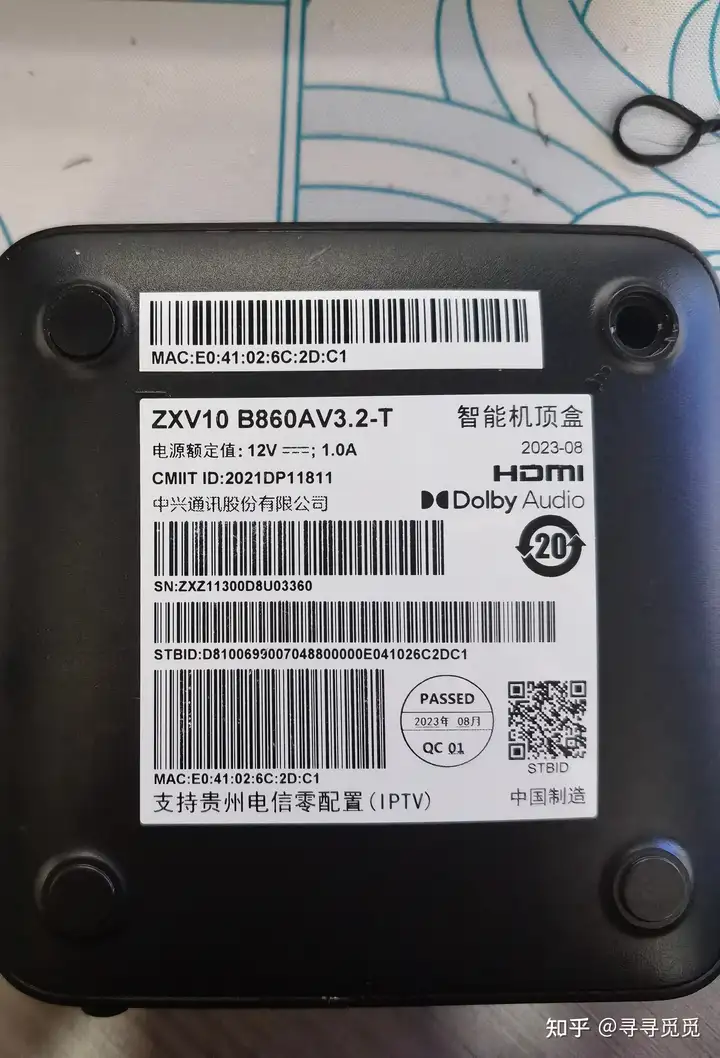 MAC:E0:41:02:6C:2D:C1
ZXV10 B860AV3.2-T 智能机顶盒
电源额定值: 12V ⎓; 1.0A 2023-08
CMIIT ID:2021DP11811 HDMI
中兴通讯股份有限公司 Dolby Audio
20
SN:ZXZ11300D8U03360
STBID:D8100699007048800000E041026C2DC1
PASSED
2023年 08月
QC 01
STBID
MAC:E0:41:02:6C:2D:C1
支持贵州电信零配置(IPTV) 中国制造
知乎 @寻寻觅觅